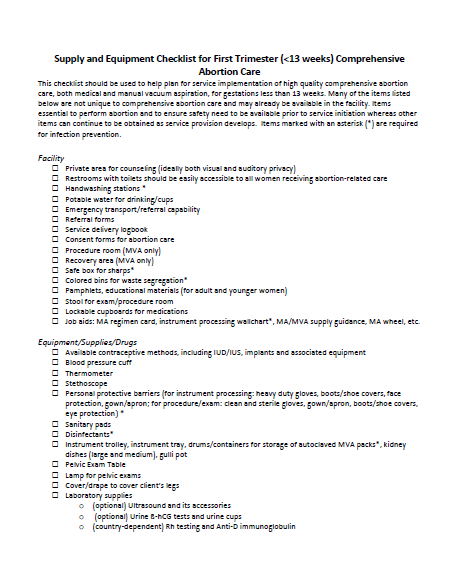 Supply and Equipment Checklist for First Trimester (<13 weeks) Comprehensive
Abortion Care
This checklist should be used to help plan for service implementation of high quality comprehensive abortion
care, both medical and manual vacuum aspiration, for gestations less than 13 weeks. Many of the items listed
below are not unique to comprehensive abortion care and may already be available in the facility. Items
essential to perform abortion and to ensure safety need to be available prior to service initiation whereas other
items can continue to be obtained as service provision develops. Items marked with an asterisk (*) are required
for infection prevention.
Facility
☐ Private area for counseling (ideally both visual and auditory privacy)
☐ Restrooms with toilets should be easily accessible to all women receiving abortion-related care
☐ Handwashing stations *
☐ Potable water for drinking/cups
☐ Emergency transport/referral capability
☐ Referral forms
☐ Service delivery logbook
☐ Consent forms for abortion care
☐ Procedure room (MVA only)
☐ Recovery area (MVA only)
☐ Safe box for sharps*
☐ Colored bins for waste segregation*
☐ Pamphlets, educational materials (for adult and younger women)
☐ Stool for exam/procedure room
☐ Lockable cupboards for medications
☐ Job aids: MA regimen card, instrument processing wallchart*, MA/MVA supply guidance, MA wheel, etc.
Equipment/Supplies/Drugs
☐ Available contraceptive methods, including IUD/IUS, implants and associated equipment
☐ Blood pressure cuff
☐ Thermometer
☐ Stethoscope
☐ Personal protective barriers (for instrument processing: heavy duty gloves, boots/shoe covers, face
protection, gown/apron; for procedure/exam: clean and sterile gloves, gown/apron, boots/shoe covers,
eye protection) *
☐ Sanitary pads
☐ Disinfectants*
☐ Instrument trolley, instrument tray, drums/containers for storage of autoclaved MVA packs*, kidney
dishes (large and medium), gulli pot
☐ Pelvic Exam Table
☐ Lamp for pelvic exams
☐ Cover/drape to cover client's legs
☐ Laboratory supplies
o (optional) Ultrasound and its accessories
o (optional) Urine ß-hCG tests and urine cups
o (country-dependent) Rh testing and Anti-D immunoglobulin